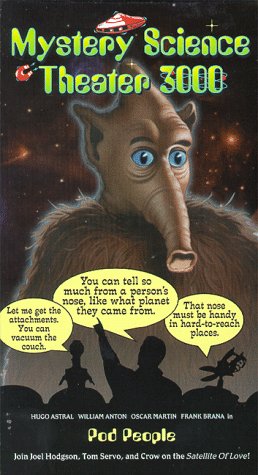 Mystery Science
Theater 3000
You can tell so
much from a person's
nose, like what planet
they came from.
Let me get the
attachments.
You can
vacuum the
couch.
That nose
must be handy
in hard-to-reach
places.
HUGO ASTRAL WILLIAM ANTON OSCAR MARTIN FRANK BRANA in
Pod People
Join Joel Hodgson, Tom Servo, and Crow on the Satellite Of Love!